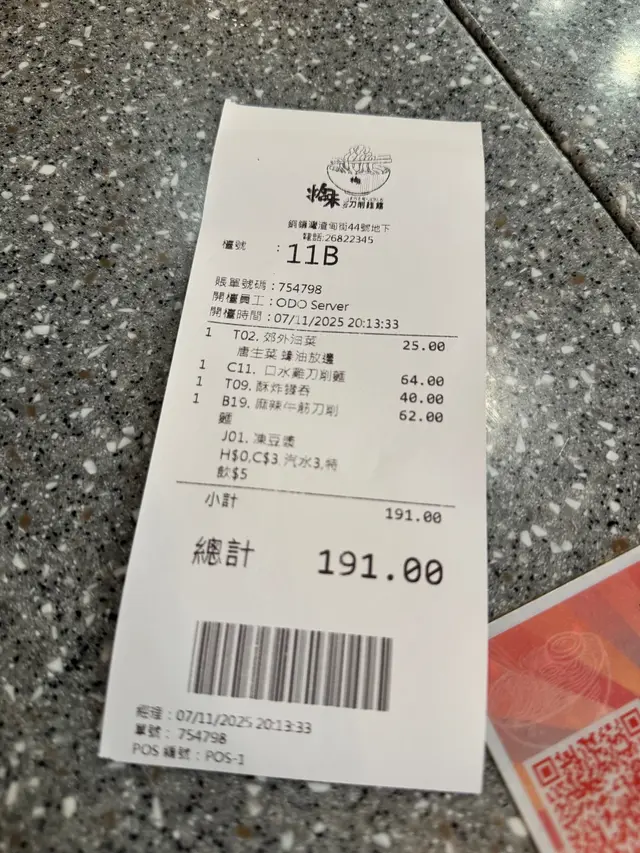 刀削麵
銅鑼灣渣甸街44號地下
電話:26822345
檯號 : 11B
賬單號碼 : 754798
開檯員工 : ODO Server
開檯時間 : 07/11/2025 20:13:33
1 T02. 郊外油菜 25.00
唐生菜 蠔油放邊
1 C11. 口水雞刀削麵 64.00
1 T09. 酥炸雲吞 40.00
1 B19. 麻辣牛筋刀削 62.00
麵
J01. 凍豆漿
H$0,C$3 汽水3,特
飲$5
小計 191.00
總計 191.00
經理 : 07/11/2025 20:13:33
單號 : 754798
POS 編號 : POS-1